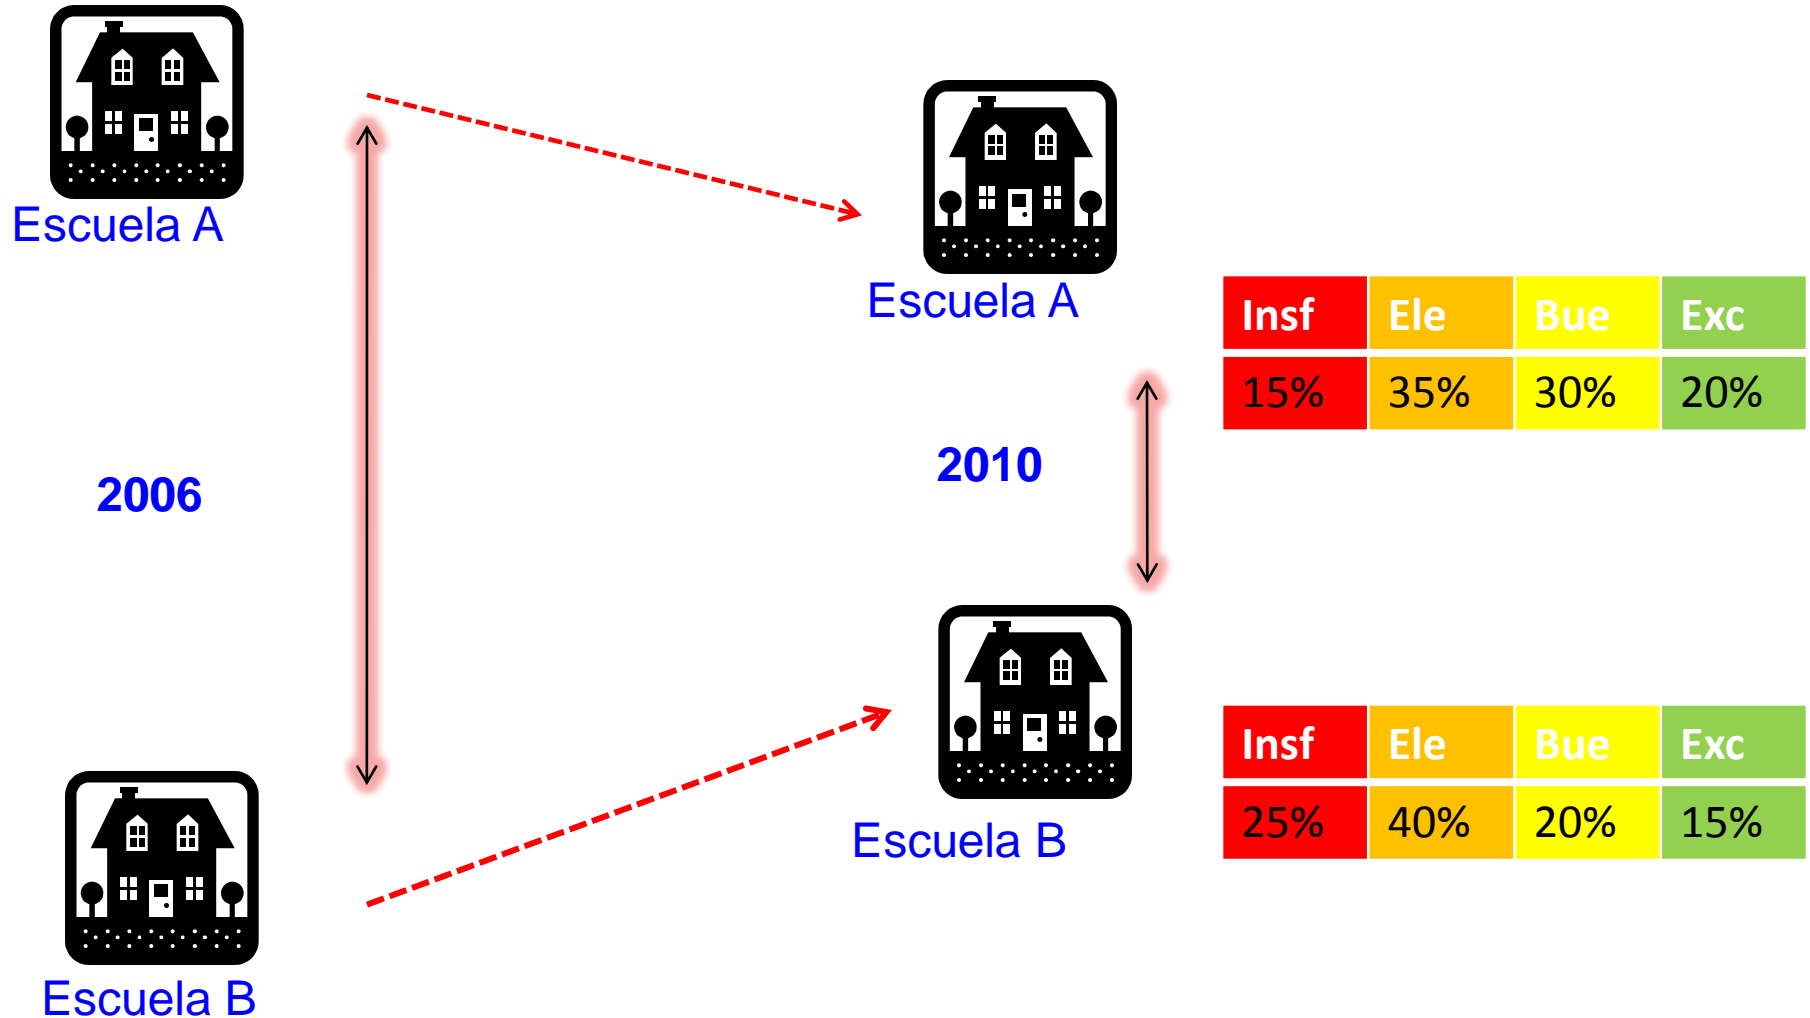 Escuela A
Escuela A
Insf Ele Bue Exc
15% 35% 30% 20%
2010
2006
Insf Ele Bue Exc
25% 40% 20% 15%
Escuela B
Escuela B